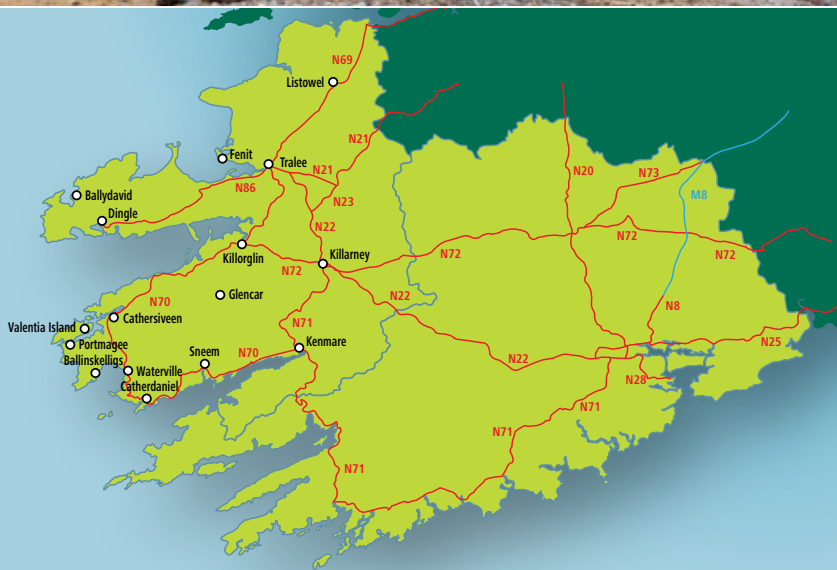 N69
Listowel
N21
Fenit
Tralee
N21
N20
N73
N86
M8
Ballydavid
N23
Dingle
N22
N72
N72
Killorglin
Killarney
N72
N72
Glencar
N22
N70
N8
Cathersiveen
N71
Valentia Island
Portmagee
Kenmare
N25
Sneem
N70
Ballinskelligs
N22
Waterville
N28
Catherdaniel
N71
N71
N71